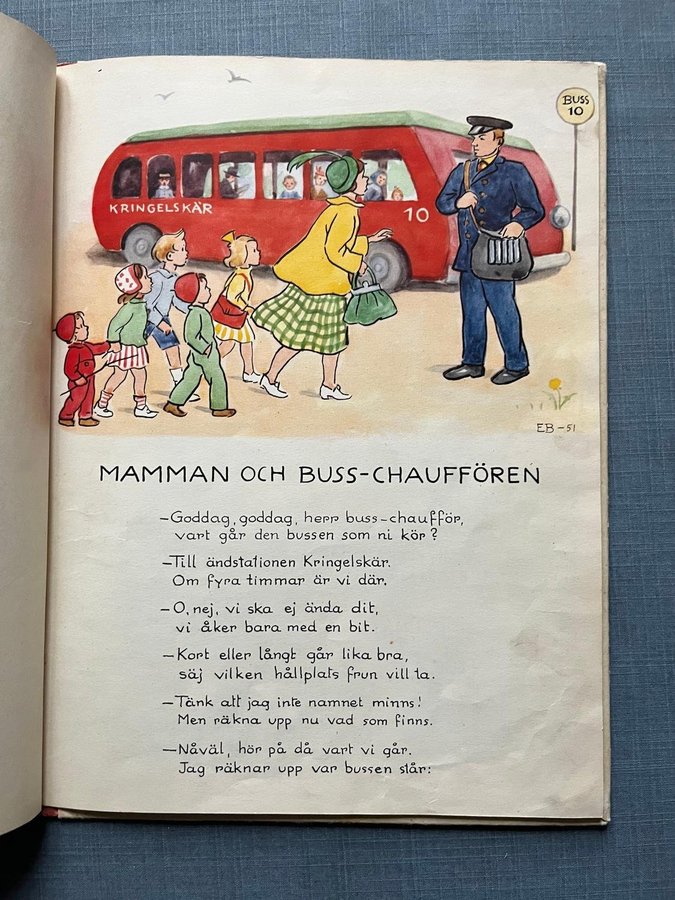 BUSS
10
KRINGELSKÄR
10
EB-51
MAMMAN OCH BUSS-CHAUFFÖREN
-Goddag, goddag, herr buss-chaufför,
vart går den bussen som ni kör?
-Till ändstationen Kringelskär.
Om fyra timmar är vi där.
-O, nej, vi ska ej ända dit,
vi åker bara med en bit.
-Kort eller långt går lika bra,
säj vilken hållplats frun vill ta.
-Tänk att jag inte namnet minns!
Men räkna upp nu vad som finns.
-Nåväl, hör på då vart vi går.
Jag räknar upp var bussen står: